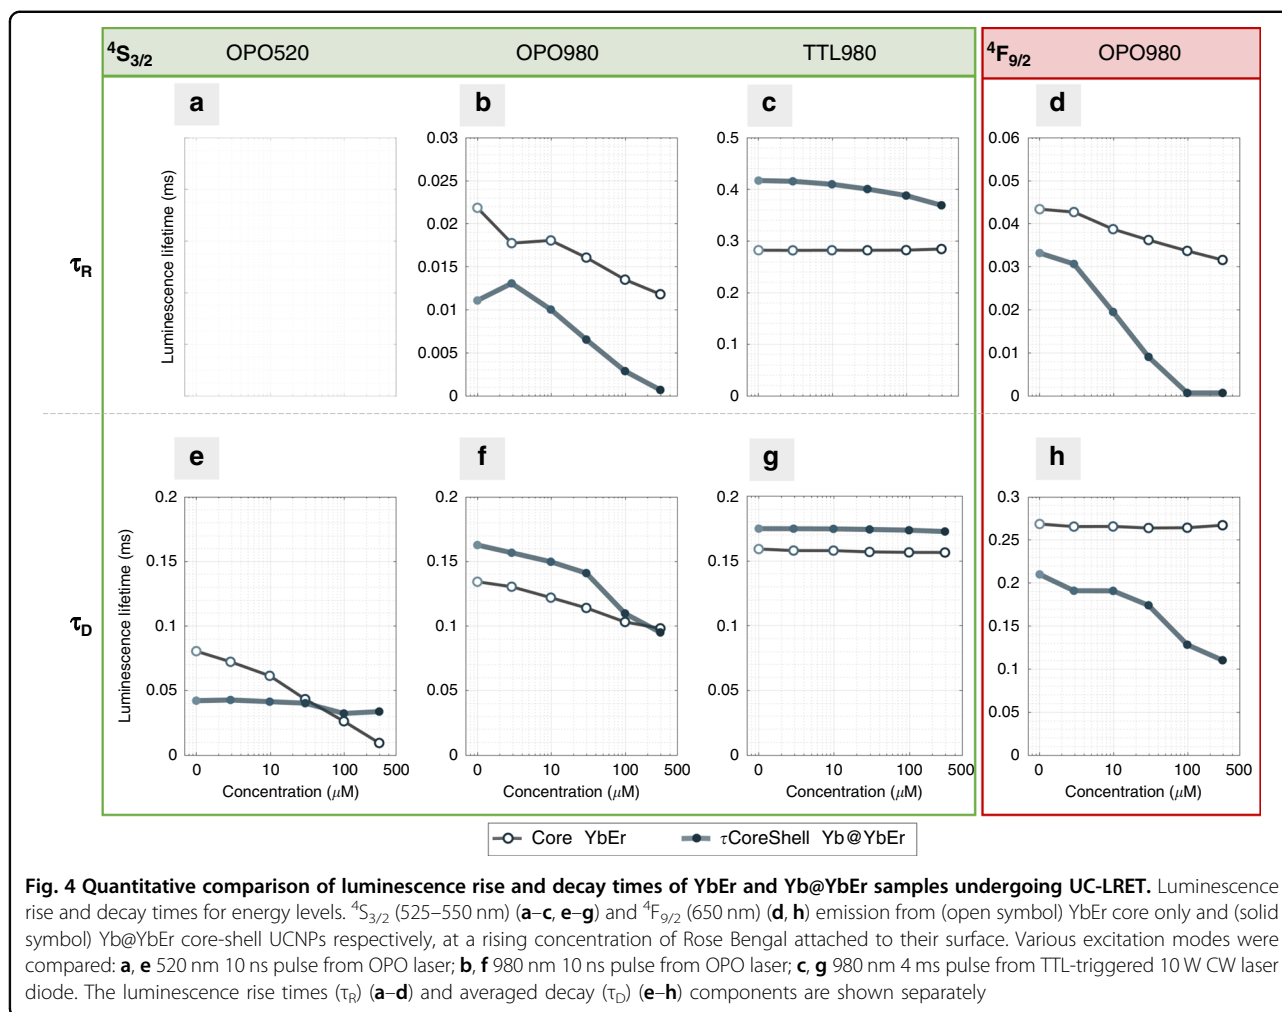 ⁴S₃/₂ OPO520 OPO980 TTL980 ⁴F₉/₂ OPO980
a b c d
τR
Luminescence lifetime (ms)
0.03 0.5 0.06
0.025 0.4 0.05
0.02 0.3 0.04
0.015 0.2 0.03
0.01 0.1 0.02
0.005 0 0.01
0 0
e f g h
τD
Luminescence lifetime (ms)
0.2 0.2 0.2 0.3
0.15 0.15 0.15 0.25
0.1 0.1 0.1 0.2
0.05 0.05 0.05 0.15
0 0 0 0.1
0.05
0
0 10 100 500 0 10 100 500 0 10 100 500 0 10 100 500
Concentration (μM) Concentration (μM) Concentration (μM) Concentration (μM)
Core YbEr τCoreShell Yb@YbEr
Fig. 4 Quantitative comparison of luminescence rise and decay times of YbEr and Yb@YbEr samples undergoing UC-LRET. Luminescence
rise and decay times for energy levels. ⁴S₃/₂ (525–550 nm) (a–c, e–g) and ⁴F₉/₂ (650 nm) (d, h) emission from (open symbol) YbEr core only and (solid
symbol) Yb@YbEr core-shell UCNPs respectively, at a rising concentration of Rose Bengal attached to their surface. Various excitation modes were
compared: a, e 520 nm 10 ns pulse from OPO laser; b, f 980 nm 10 ns pulse from OPO laser; c, g 980 nm 4 ms pulse from TTL-triggered 10 W CW laser
diode. The luminescence rise times (τR) (a–d) and averaged decay (τD) (e–h) components are shown separately